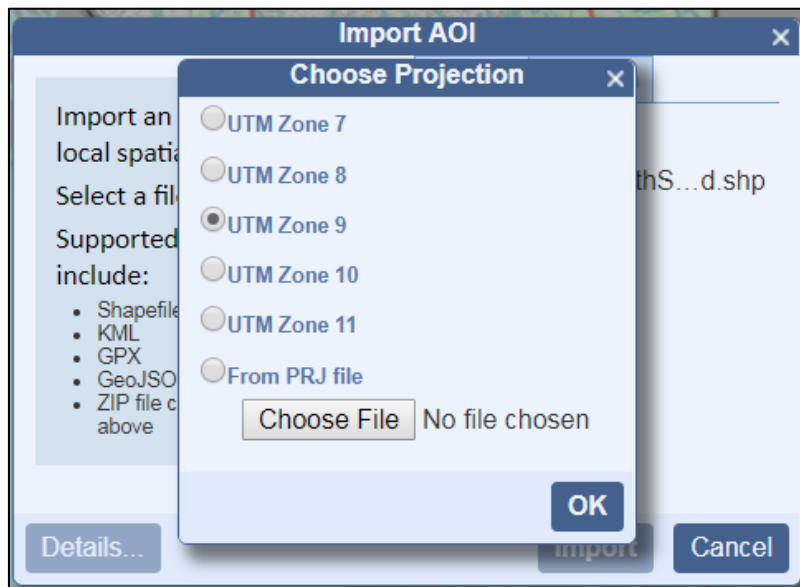 Import AOI
Choose Projection
Import an
local spatia
Select a fil
Supported
include:
• Shapefile
• KML
• GPX
• GeoJSO
• ZIP file c
above
thS...d.shp
UTM Zone 7
UTM Zone 8
UTM Zone 9
UTM Zone 10
UTM Zone 11
From PRJ file
Choose File No file chosen
OK
Details...
Import
Cancel